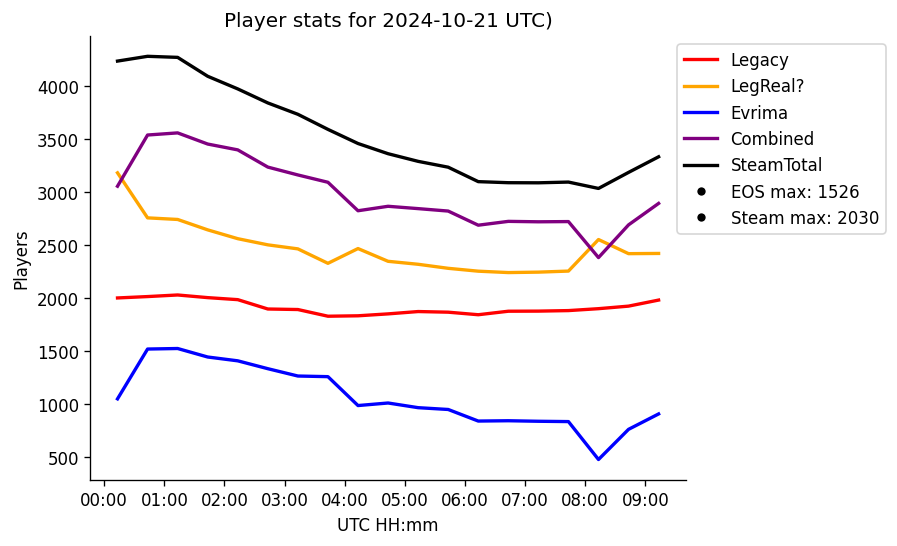 Player stats for 2024-10-21 UTC)
Legacy
LegReal?
Evrima
Combined
SteamTotal
EOS max: 1526
Steam max: 2030
Players
4000
3500
3000
2500
2000
1500
1000
500
00:00 01:00 02:00 03:00 04:00 05:00 06:00 07:00 08:00 09:00
UTC HH:mm